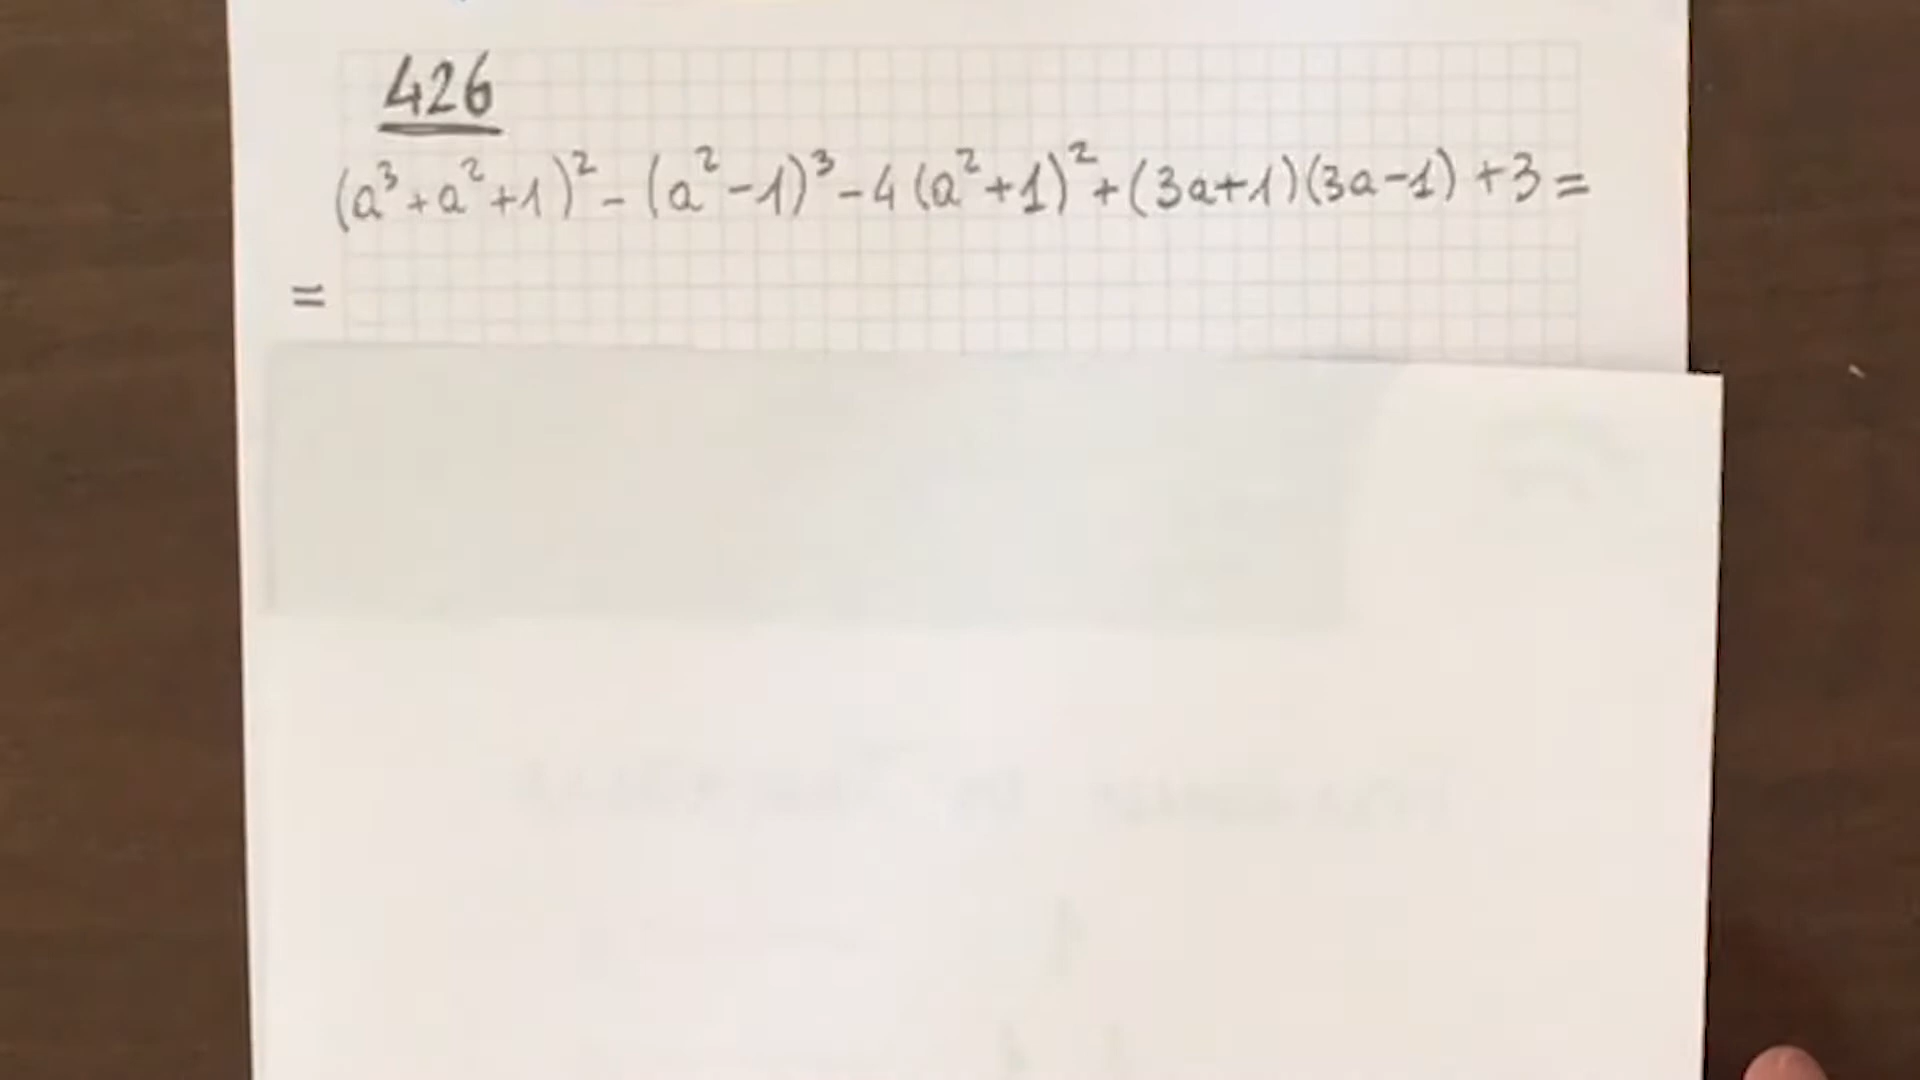 426
(a³+a²+1)²-(a²-1)³-4(a²+1)²+(3a+1)(3a-1)+3=
=